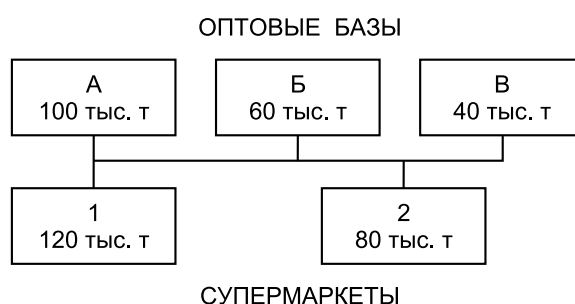 ОПТОВЫЕ БАЗЫ
А
100 тыс. т
Б
60 тыс. т
В
40 тыс. т
1
120 тыс. т
2
80 тыс. т
СУПЕРМАРКЕТЫ